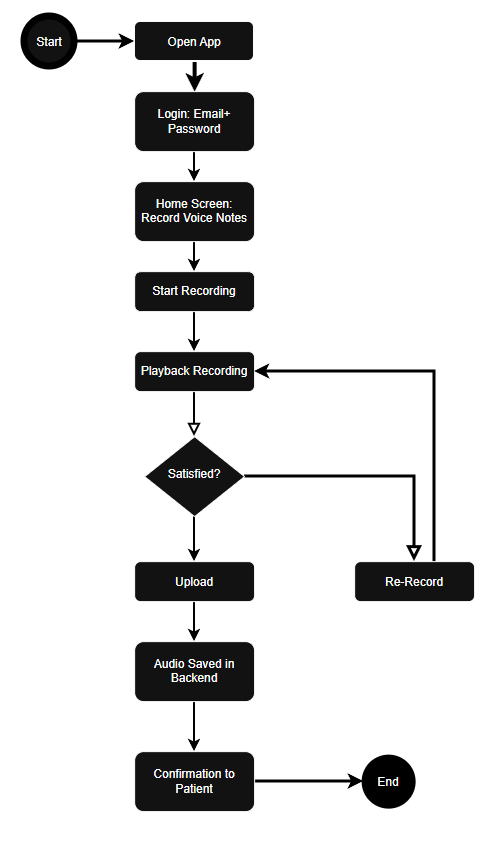 Start
Open App
Login: Email+
Password
Home Screen:
Record Voice Notes
Start Recording
Playback Recording
Satisfied?
Upload
Re-Record
Audio Saved in
Backend
Confirmation to
Patient
End